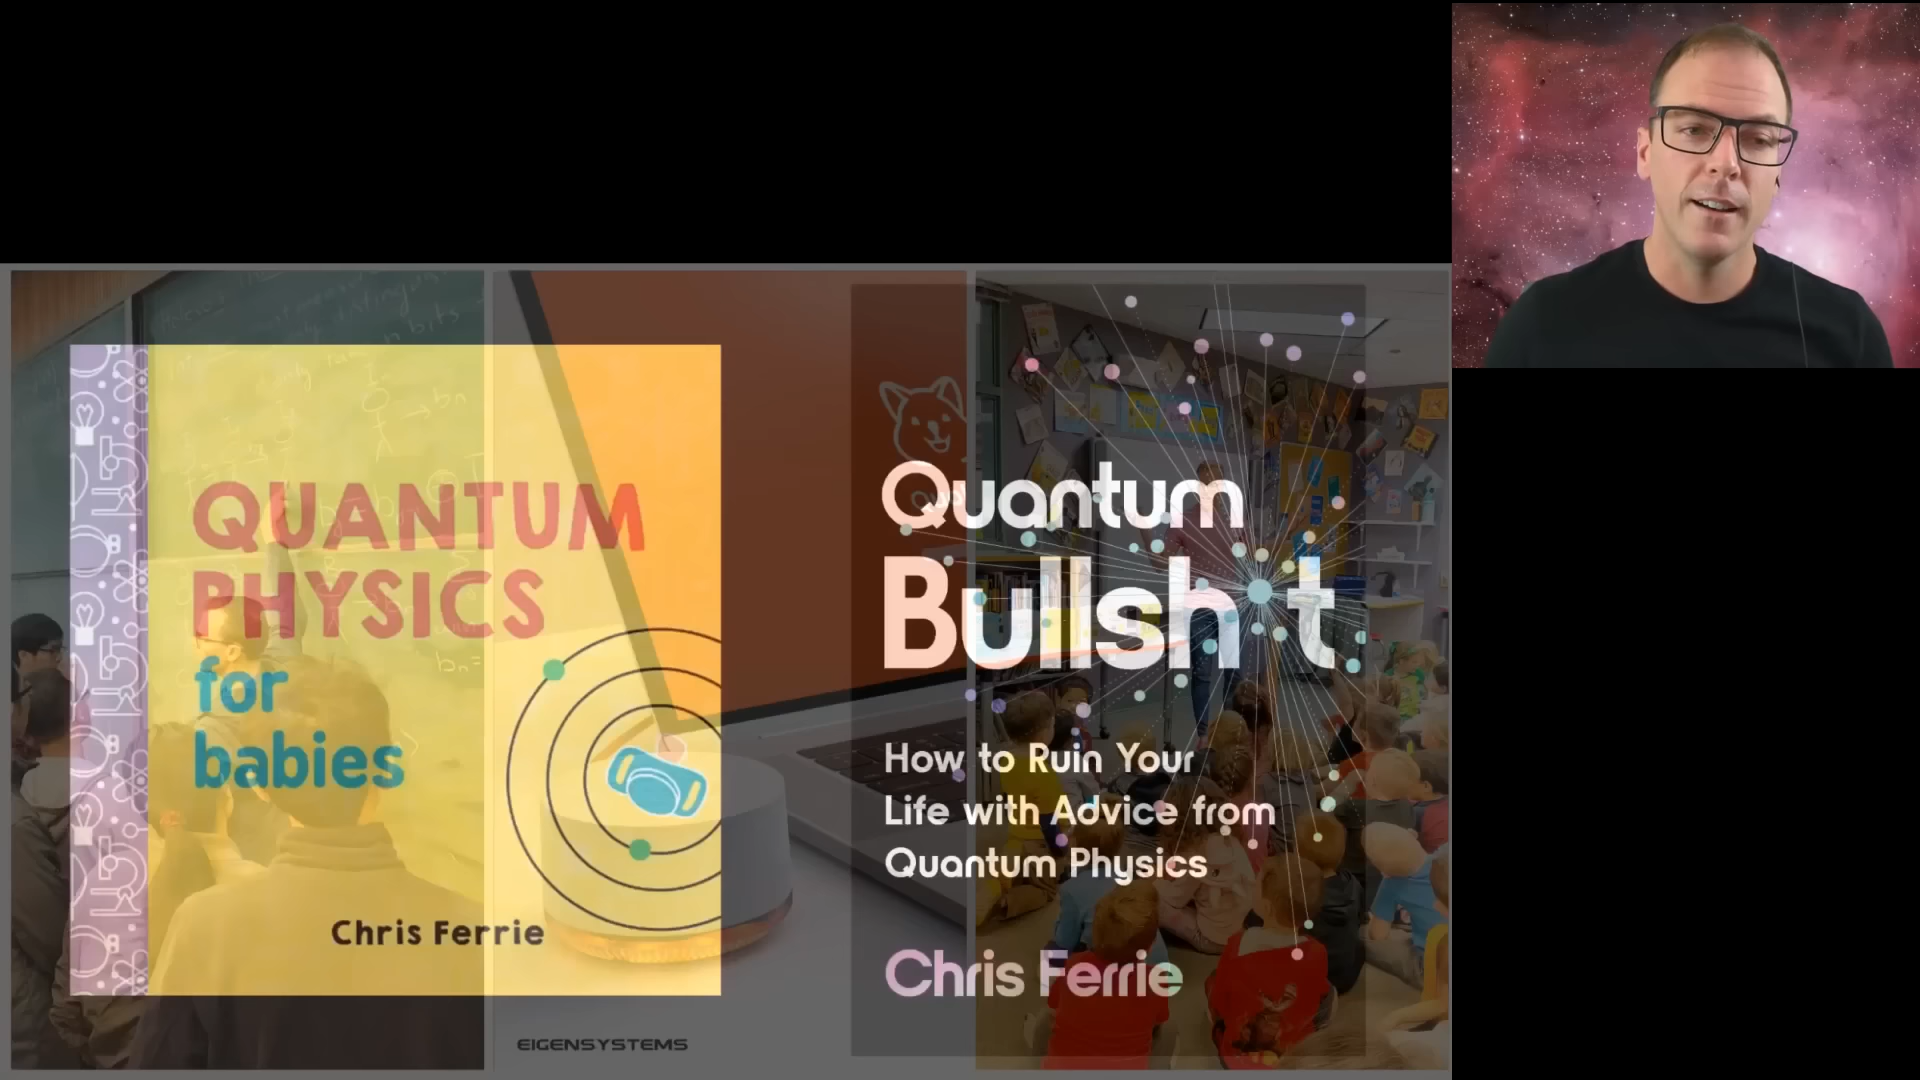 QUANTUM
PHYSICS
for
babies
Chris Ferrie
EIGENSYSTEMS
Quantum
Bullsh t
How to Ruin Your
Life with Advice from
Quantum Physics
Chris Ferrie